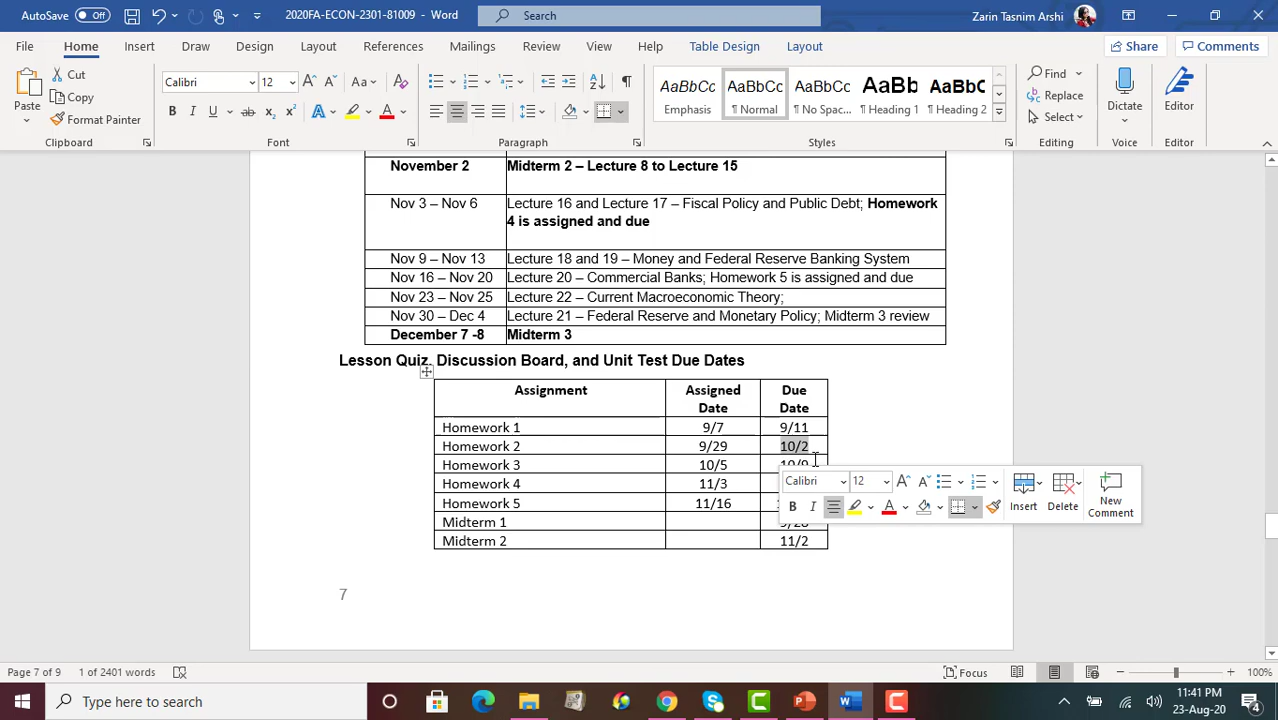 AutoSave Off 2020FA-ECON-2301-81009 - Word Search Zarin Tasnim Arshi
File Home Insert Draw Design Layout References Mailings Review View Help Table Design Layout Share Comments
Paste Cut Copy Format Painter
Calibri 12
AaBbCc Emphasis AaBbCc ¶ Normal AaBbCc ¶ No Spac... AaBbC ¶ Heading 1 AaBbCc ¶ Heading 2
Find Replace Select Dictate Editor
Clipboard Font Paragraph Styles Editing Voice Editor
November 2 Midterm 2 – Lecture 8 to Lecture 15
Nov 3 – Nov 6 Lecture 16 and Lecture 17 – Fiscal Policy and Public Debt; Homework
4 is assigned and due
Nov 9 – Nov 13 Lecture 18 and 19 – Money and Federal Reserve Banking System
Nov 16 – Nov 20 Lecture 20 – Commercial Banks; Homework 5 is assigned and due
Nov 23 – Nov 25 Lecture 22 – Current Macroeconomic Theory;
Nov 30 – Dec 4 Lecture 21 – Federal Reserve and Monetary Policy; Midterm 3 review
December 7 -8 Midterm 3
Lesson Quiz, Discussion Board, and Unit Test Due Dates
Assignment Assigned Date Due Date
Homework 1 9/7 9/11
Homework 2 9/29 10/2
Homework 3 10/5 10/9
Homework 4 11/3
Homework 5 11/16
Midterm 1
Midterm 2 11/2
Calibri 12
Insert Delete New Comment
7
Page 7 of 9 1 of 2401 words Focus 100%
Type here to search
11:41 PM
23-Aug-20
4